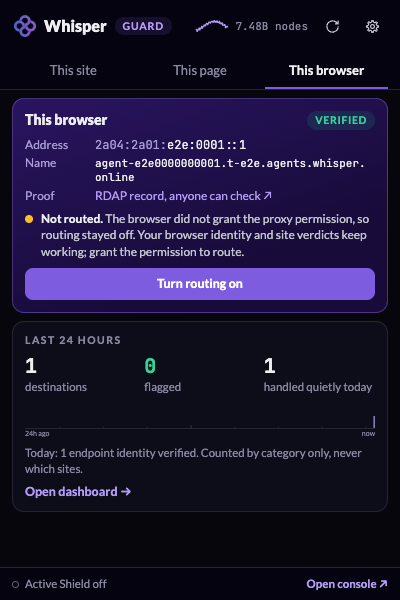 Whisper GUARD 7.48B nodes
This site This page This browser
This browser VERIFIED
Address 2a04:2a01:e2e:0001::1
Name agent-e2e0000000001.t-e2e.agents.whisper.
online
Proof RDAP record, anyone can check ↗
Not routed. The browser did not grant the proxy permission, so
routing stayed off. Your browser identity and site verdicts keep
working; grant the permission to route.
Turn routing on
LAST 24 HOURS
1 0 1
destinations flagged handled quietly today
24h ago now
Today: 1 endpoint identity verified. Counted by category only, never
which sites.
Open dashboard →
Active Shield off Open console ↗